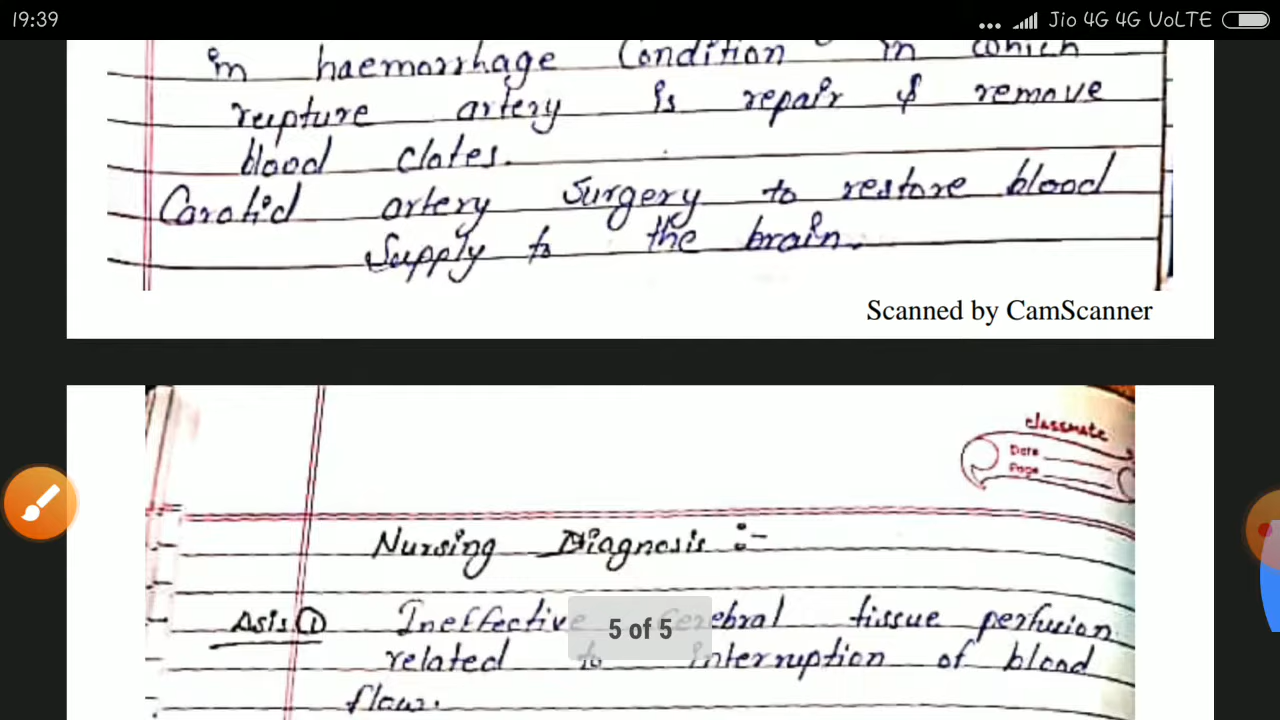 19:39 ... Jio 4G 4G VoLTE
in haemorrhage Condition in which
rupture artery is repair & remove
blood clotes.
Carotid artery surgery to restore blood
Supply to the brain.
Scanned by CamScanner
classmate
Date
Page
Nursing Diagnosis :-
Asis ① Ineffective cerebral tissue perfusion
5 of 5
related to interruption of blood
flow.